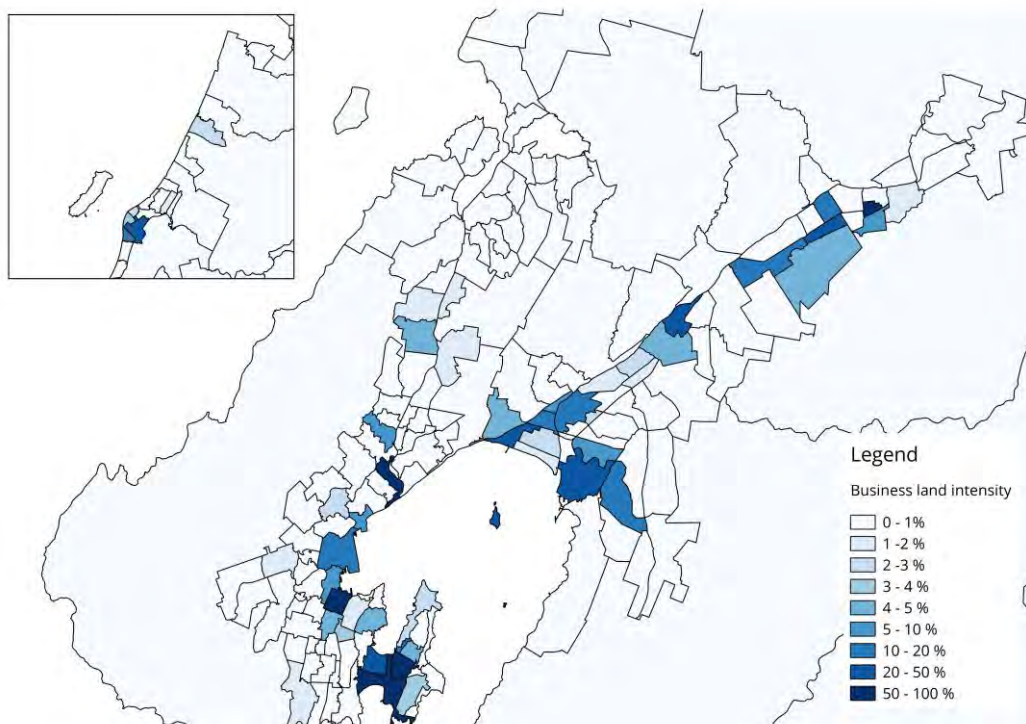 Legend
Business land intensity
0 - 1%
1 -2 %
2 -3 %
3 - 4 %
4 - 5 %
5 - 10 %
10 - 20 %
20 - 50 %
50 - 100 %